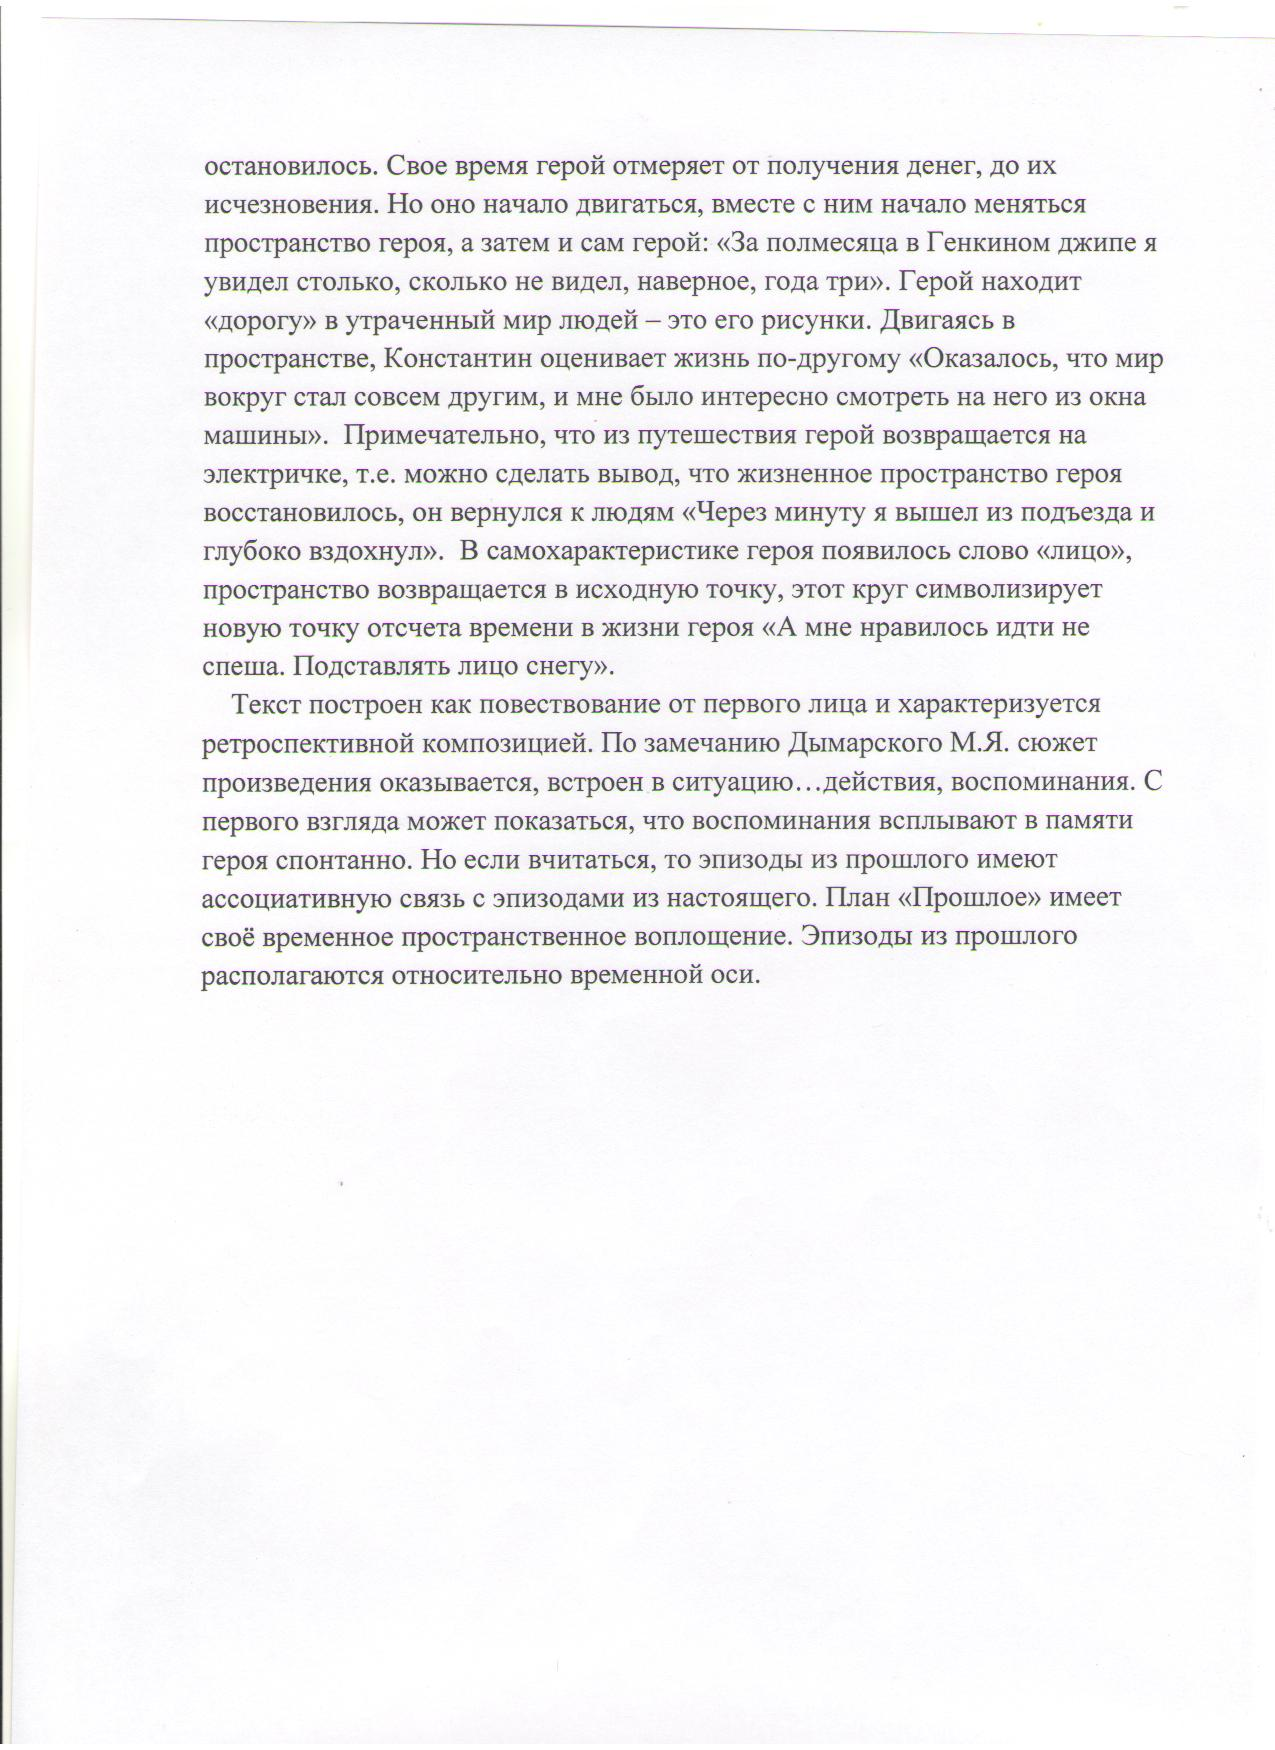 остановилось. Свое время герой отмеряет от получения денег, до их
исчезновения. Но оно начало двигаться, вместе с ним начало меняться
пространство героя, а затем и сам герой: «За полмесяца в Генкином джипе я
увидел столько, сколько не видел, наверное, года три». Герой находит
«дорогу» в утраченный мир людей – это его рисунки. Двигаясь в
пространстве, Константин оценивает жизнь по-другому «Оказалось, что мир
вокруг стал совсем другим, и мне было интересно смотреть на него из окна
машины».  Примечательно, что из путешествия герой возвращается на
электричке, т.е. можно сделать вывод, что жизненное пространство героя
восстановилось, он вернулся к людям «Через минуту я вышел из подъезда и
глубоко вздохнул».  В самохарактеристике героя появилось слово «лицо»,
пространство возвращается в исходную точку, этот круг символизирует
новую точку отсчета времени в жизни героя «А мне нравилось идти не
спеша. Подставлять лицо снегу».
Текст построен как повествование от первого лица и характеризуется
ретроспективной композицией. По замечанию Дымарского М.Я. сюжет
произведения оказывается, встроен в ситуацию…действия, воспоминания. С
первого взгляда может показаться, что воспоминания всплывают в памяти
героя спонтанно. Но если вчитаться, то эпизоды из прошлого имеют
ассоциативную связь с эпизодами из настоящего. План «Прошлое» имеет
своё временное пространственное воплощение. Эпизоды из прошлого
располагаются относительно временной оси.